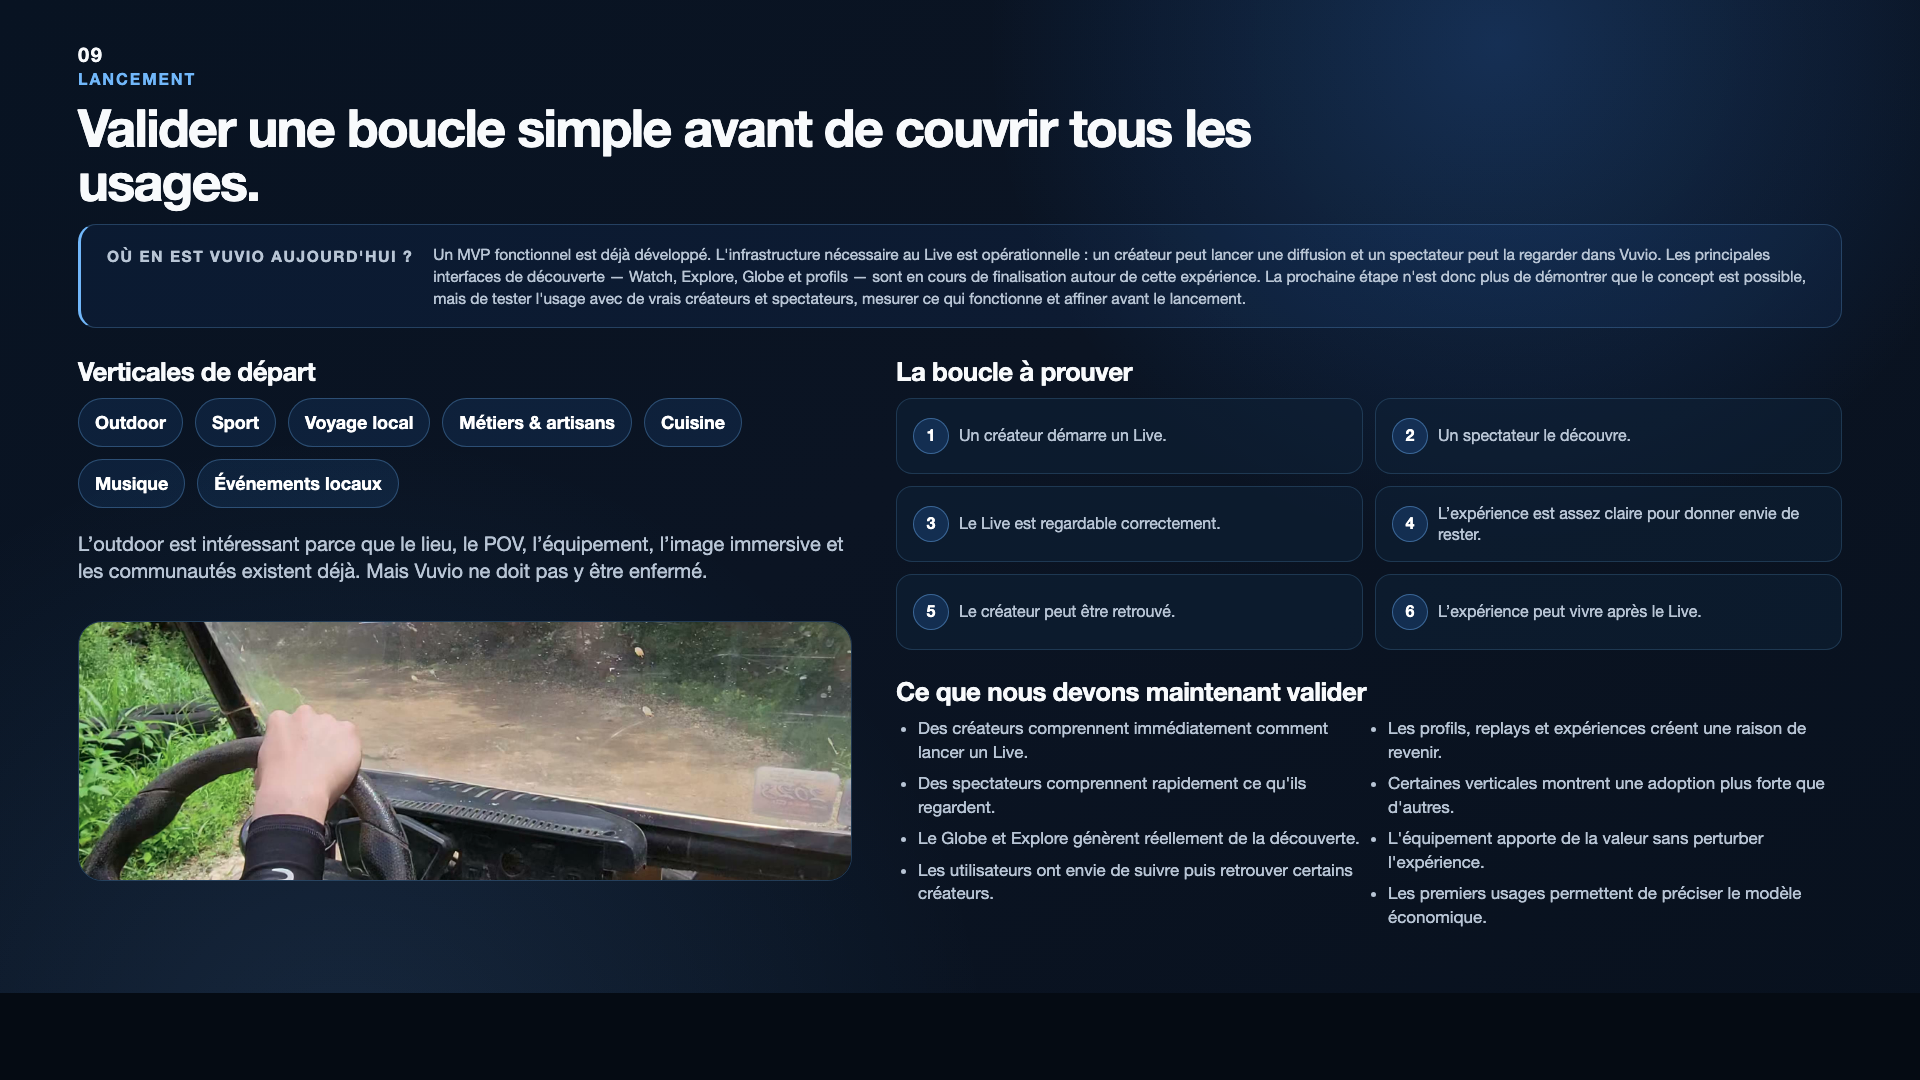 09
LANCEMENT
Valider une boucle simple avant de couvrir tous les
usages.
OÙ EN EST VUVIO AUJOURD'HUI ?
Un MVP fonctionnel est déjà développé. L'infrastructure nécessaire au Live est opérationnelle : un créateur peut lancer une diffusion et un spectateur peut la regarder dans Vuvio. Les principales
interfaces de découverte — Watch, Explore, Globe et profils — sont en cours de finalisation autour de cette expérience. La prochaine étape n'est donc plus de démontrer que le concept est possible,
mais de tester l'usage avec de vrais créateurs et spectateurs, mesurer ce qui fonctionne et affiner avant le lancement.
Verticales de départ
Outdoor
Sport
Voyage local
Métiers & artisans
Cuisine
Musique
Événements locaux
L’outdoor est intéressant parce que le lieu, le POV, l’équipement, l’image immersive et
les communautés existent déjà. Mais Vuvio ne doit pas y être enfermé.
La boucle à prouver
1 Un créateur démarre un Live.
2 Un spectateur le découvre.
3 Le Live est regardable correctement.
4 L’expérience est assez claire pour donner envie de
rester.
5 Le créateur peut être retrouvé.
6 L’expérience peut vivre après le Live.
Ce que nous devons maintenant valider
• Des créateurs comprennent immédiatement comment
lancer un Live.
• Des spectateurs comprennent rapidement ce qu'ils
regardent.
• Le Globe et Explore génèrent réellement de la découverte.
• Les utilisateurs ont envie de suivre puis retrouver certains
créateurs.
• Les profils, replays et expériences créent une raison de
revenir.
• Certaines verticales montrent une adoption plus forte que
d'autres.
• L'équipement apporte de la valeur sans perturber
l'expérience.
• Les premiers usages permettent de préciser le modèle
économique.